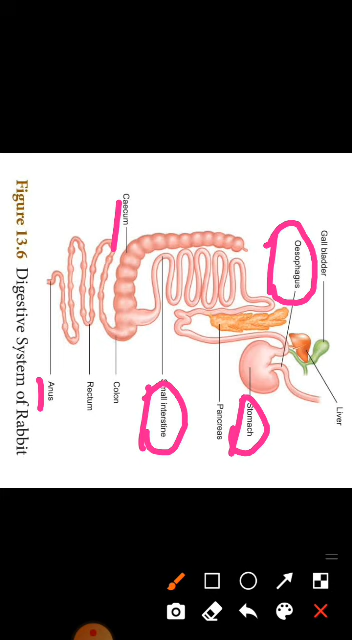 Gall bladder
Liver
Oesophagus
Stomach
Pancreas
Small intestine
Caecum
Colon
Rectum
Anus
Figure 13.6 Digestive System of Rabbit